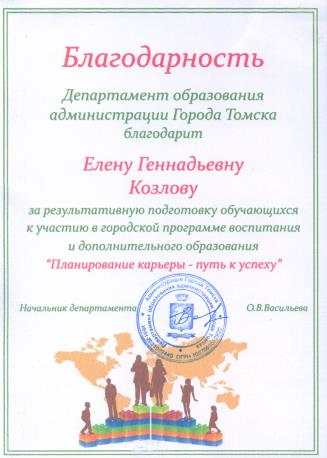 Благодарность
Департамент образования
администрации Города Томска
благодарит
Елену Геннадьевну
Козлову
за результативную подготовку обучающихся
к участию в городской программе воспитания
и дополнительного образования
"Планирование карьеры - путь к успеху"
Начальник департамента О.В.Васильева